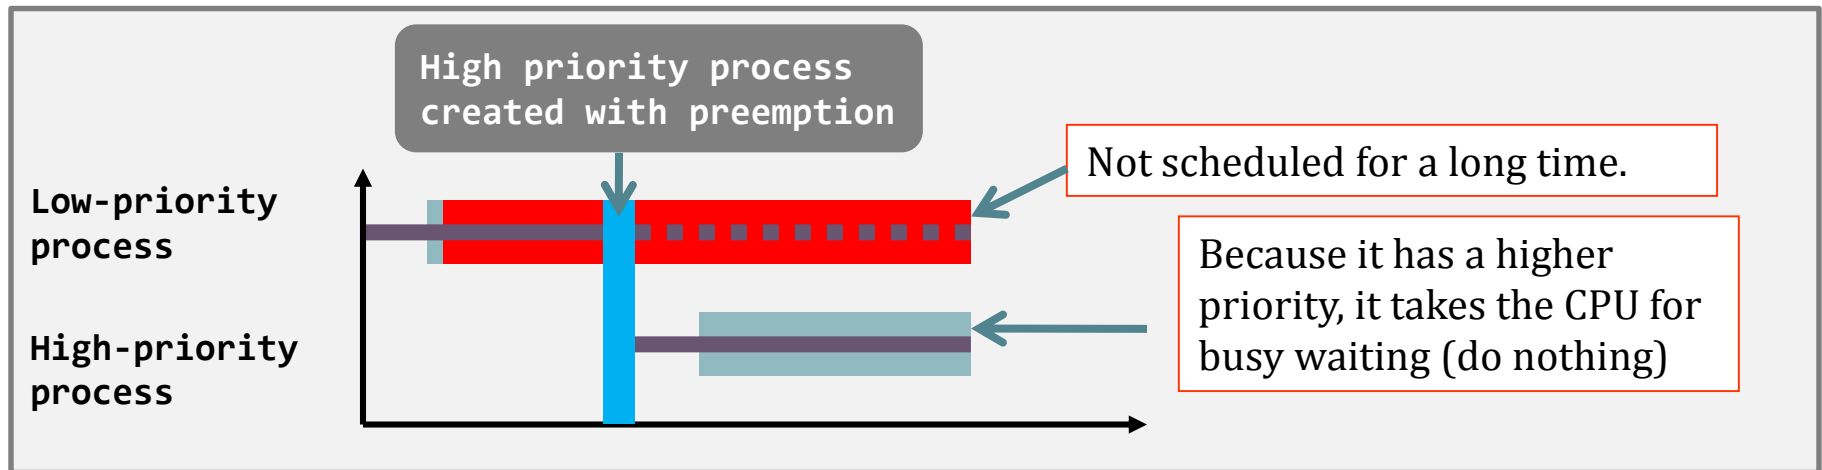 High priority process
created with preemption
Not scheduled for a long time.
Low-priority
process
Because it has a higher
priority, it takes the CPU for
busy waiting (do nothing)
High-priority
process